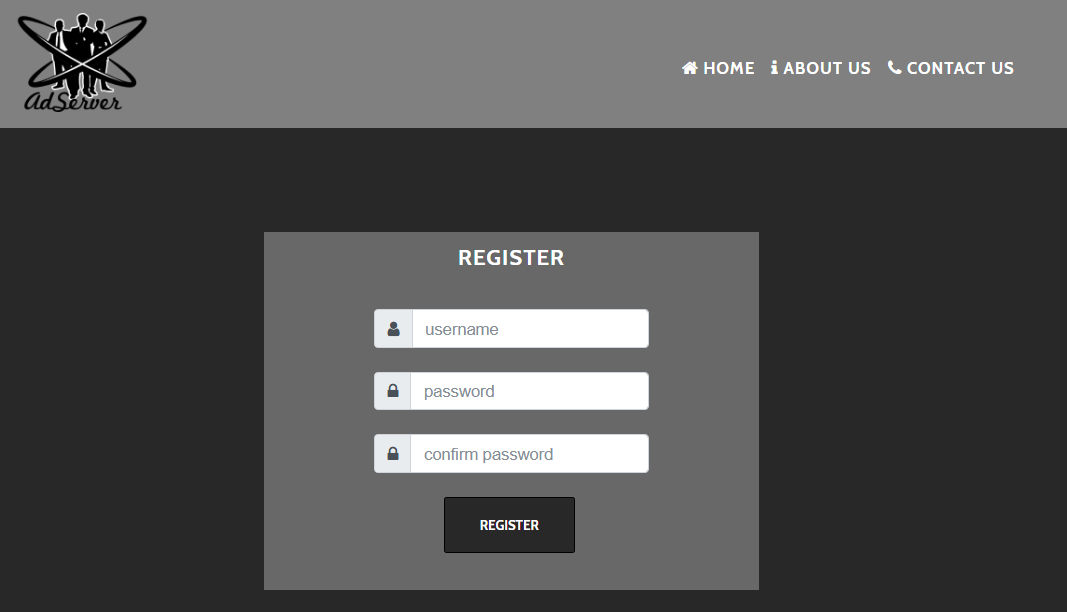 AdServer
HOME ABOUT US CONTACT US
REGISTER
username
password
confirm password
REGISTER